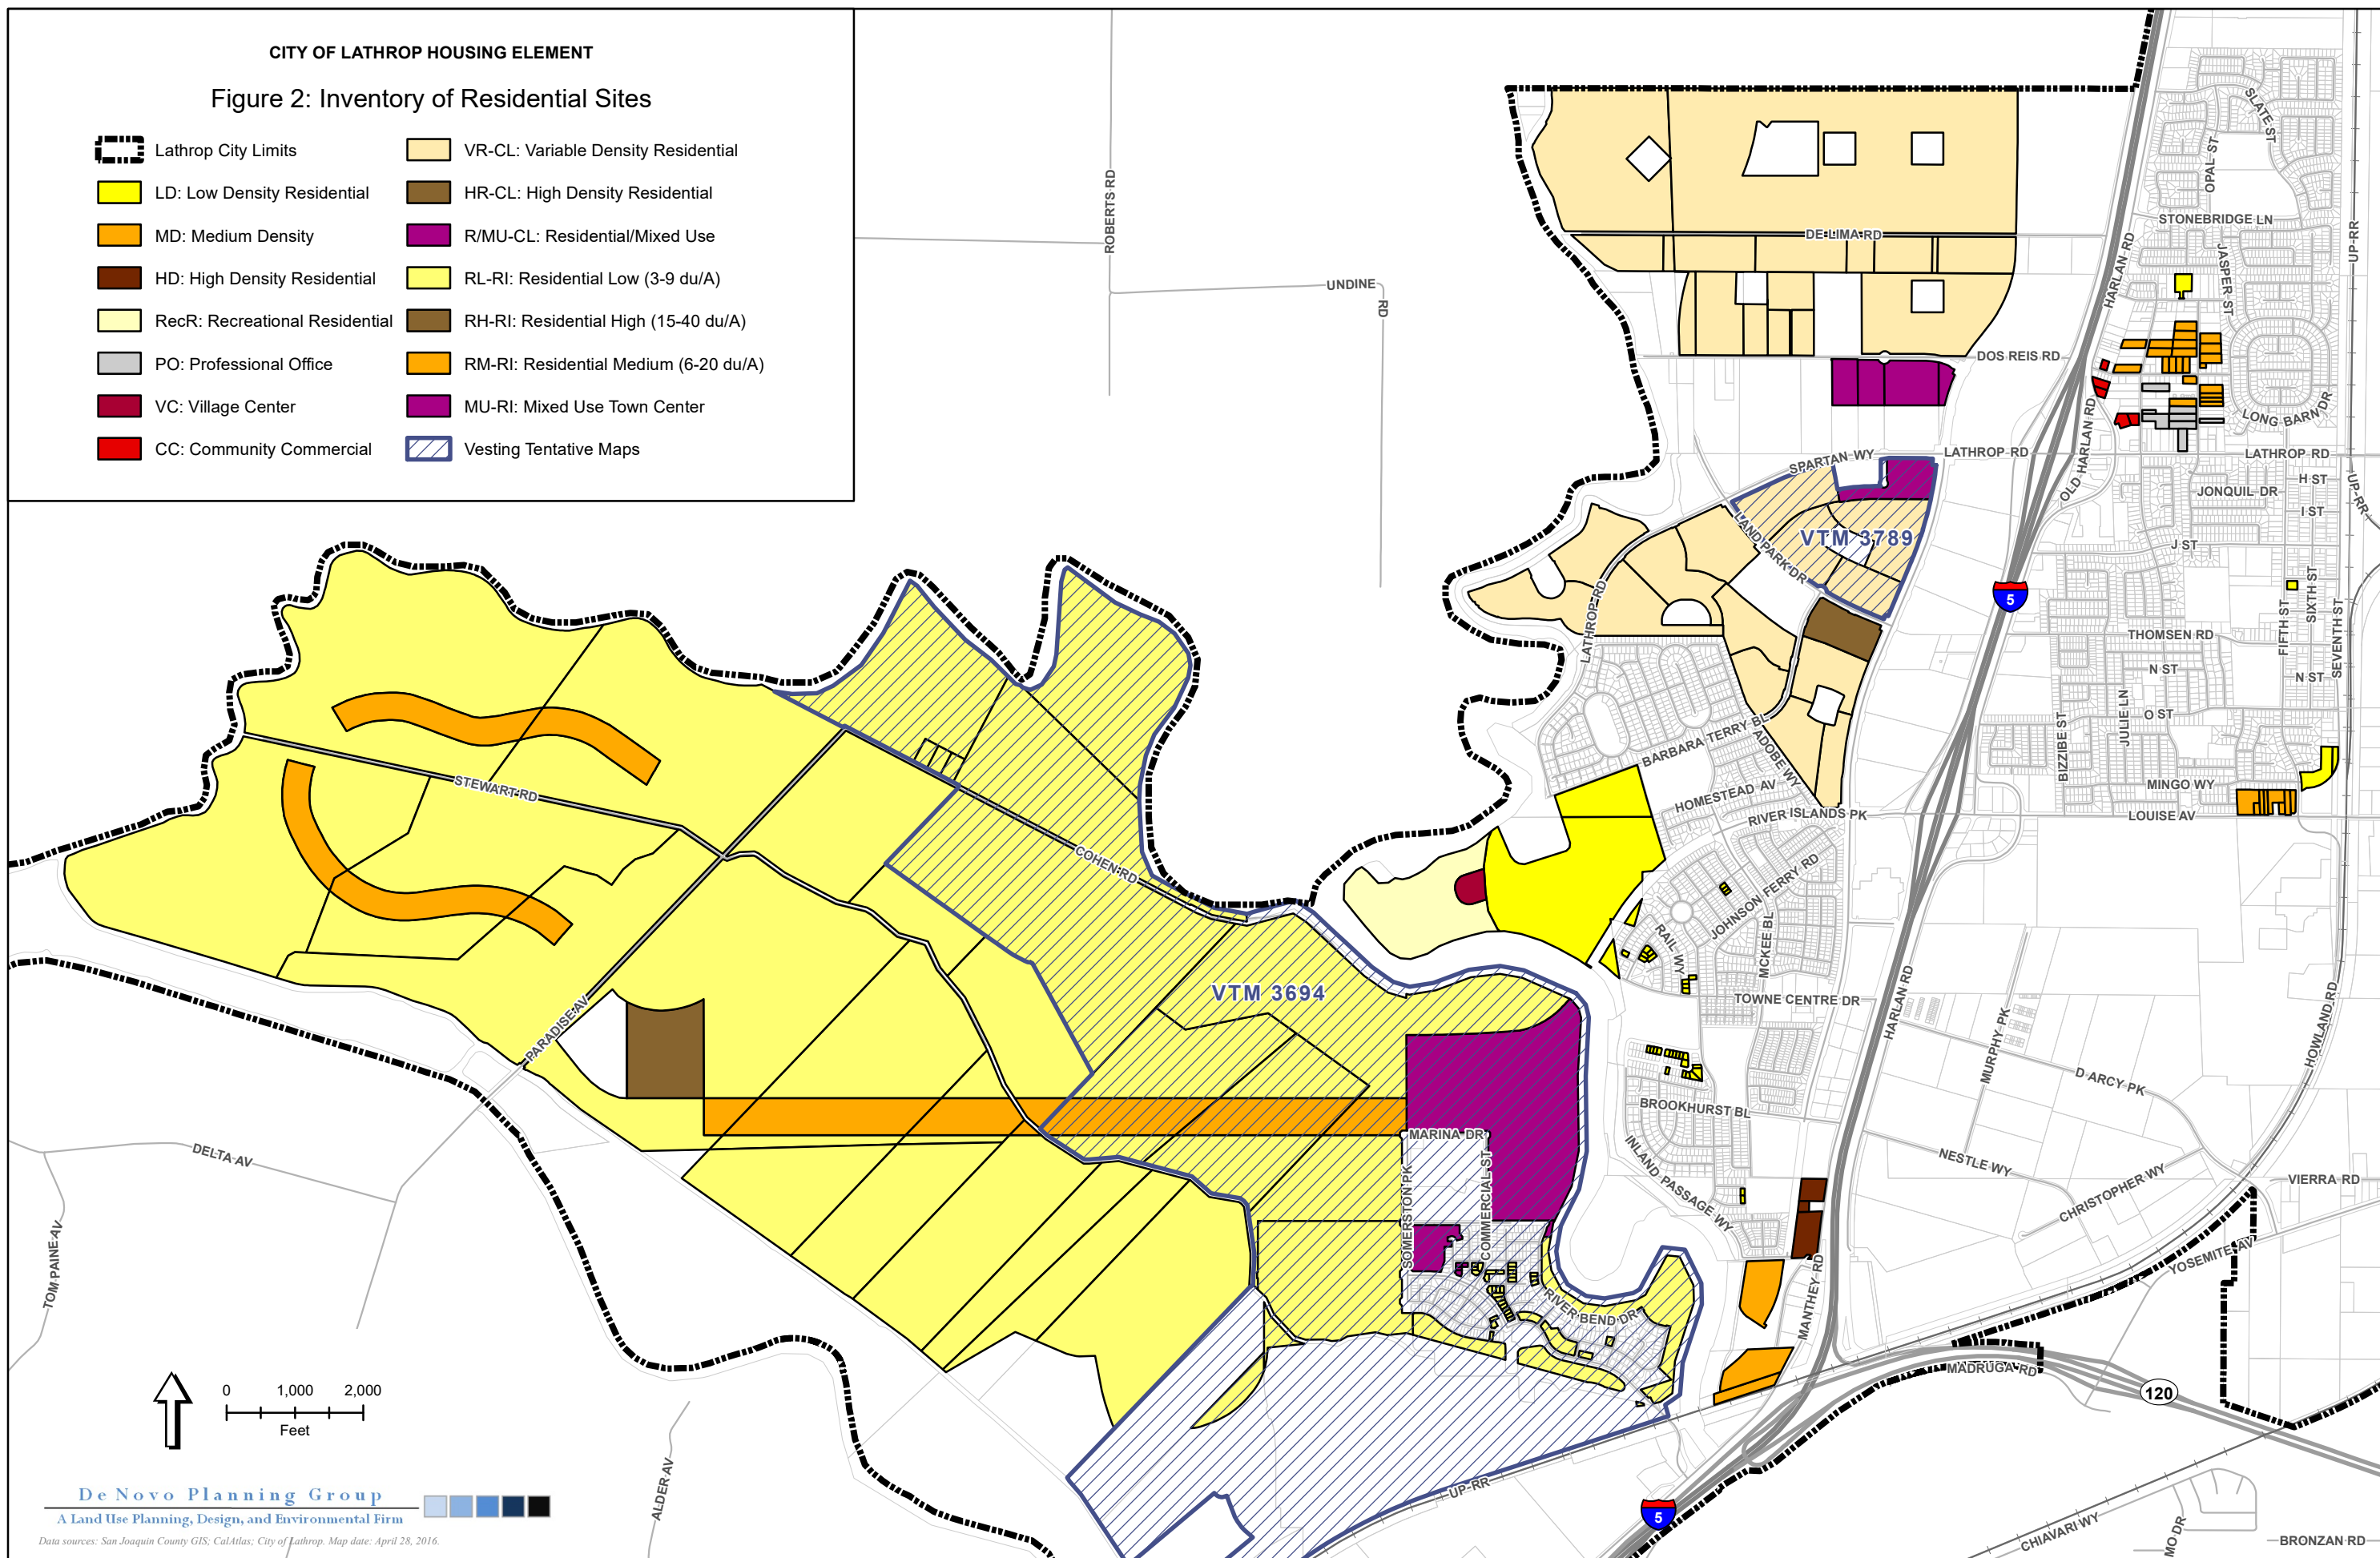 CITY OF LATHROP HOUSING ELEMENT
Figure 2: Inventory of Residential Sites
Lathrop City Limits
LD: Low Density Residential
MD: Medium Density
HD: High Density Residential
RecR: Recreational Residential
PO: Professional Office
VC: Village Center
CC: Community Commercial
VR-CL: Variable Density Residential
HR-CL: High Density Residential
R/MU-CL: Residential/Mixed Use
RL-RI: Residential Low (3-9 du/A)
RH-RI: Residential High (15-40 du/A)
RM-RI: Residential Medium (6-20 du/A)
MU-RI: Mixed Use Town Center
Vesting Tentative Maps
ROBERTS RD
UNDINE
RD
DE LIMA RD
DOS REIS RD
SPARTAN WY
LATHROP RD
LATHROP RD
LAND PARK DR
VTM 3789
LATHROP RD
SLATE ST
OPAL ST
STONEBRIDGE LN
JASPER ST
HARLAN RD
UP-RR
LONG BARN DR
OLD HARLAN RD
H ST
JONQUIL DR
I ST
UP-RR
J ST
5
SIXTH ST
FIFTH ST
SEVENTH ST
THOMSEN RD
N ST
N ST
JULIE LN
O ST
BIZZIBE ST
MINGO WY
LOUISE AV
BARBARA TERRY BL
ADOBE WY
HOMESTEAD AV
RIVER ISLANDS PK
JOHNSON FERRY RD
RAIL WY
MCKEE BL
TOWNE CENTRE DR
HARLAN RD
MURPHY PK
HOWLAND RD
D ARCY PK
BROOKHURST BL
INLAND PASSAGE WY
NESTLE WY
CHRISTOPHER WY
VIERRA RD
YOSEMITE AV
MANTHEY RD
MADRUGA RD
120
STEWART RD
COHEN RD
VTM 3694
PARADISE AV
MARINA DR
SOMERSTON PK
COMMERCIAL ST
RIVER BEND DR
DELTA AV
TOM PAINE AV
ALDER AV
UP-RR
5
CHIAVARI WY
MO DR
BRONZAN RD
0 1,000 2,000
Feet
De Novo Planning Group
A Land Use Planning, Design, and Environmental Firm
Data sources: San Joaquin County GIS; CalAtlas; City of Lathrop. Map date: April 28, 2016.